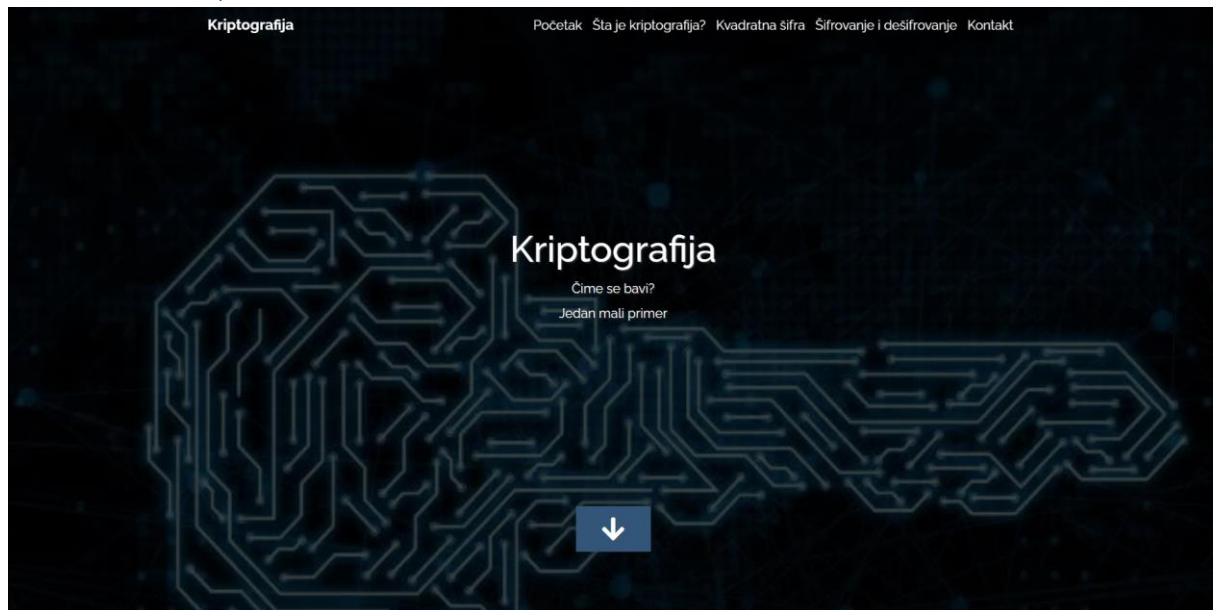 Kriptografija
Početak Šta je kriptografija? Kvadratna šifra Šifrovanje i dešifrovanje Kontakt
Kriptografija
Čime se bavi?
Jedan mali primer